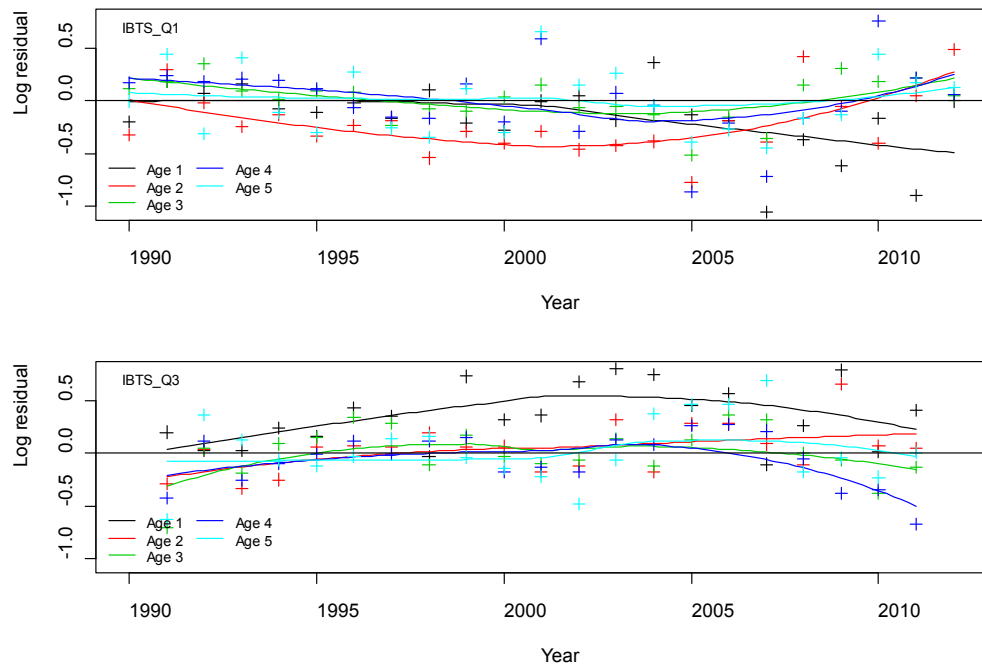 IBTS_Q1
Log residual
0.5
0.0
-0.5
-1.0
Age 1
Age 2
Age 3
Age 4
Age 5
1990 1995 2000 2005 2010
Year
IBTS_Q3
Log residual
0.5
0.0
-0.5
-1.0
Age 1
Age 2
Age 3
Age 4
Age 5
1990 1995 2000 2005 2010
Year